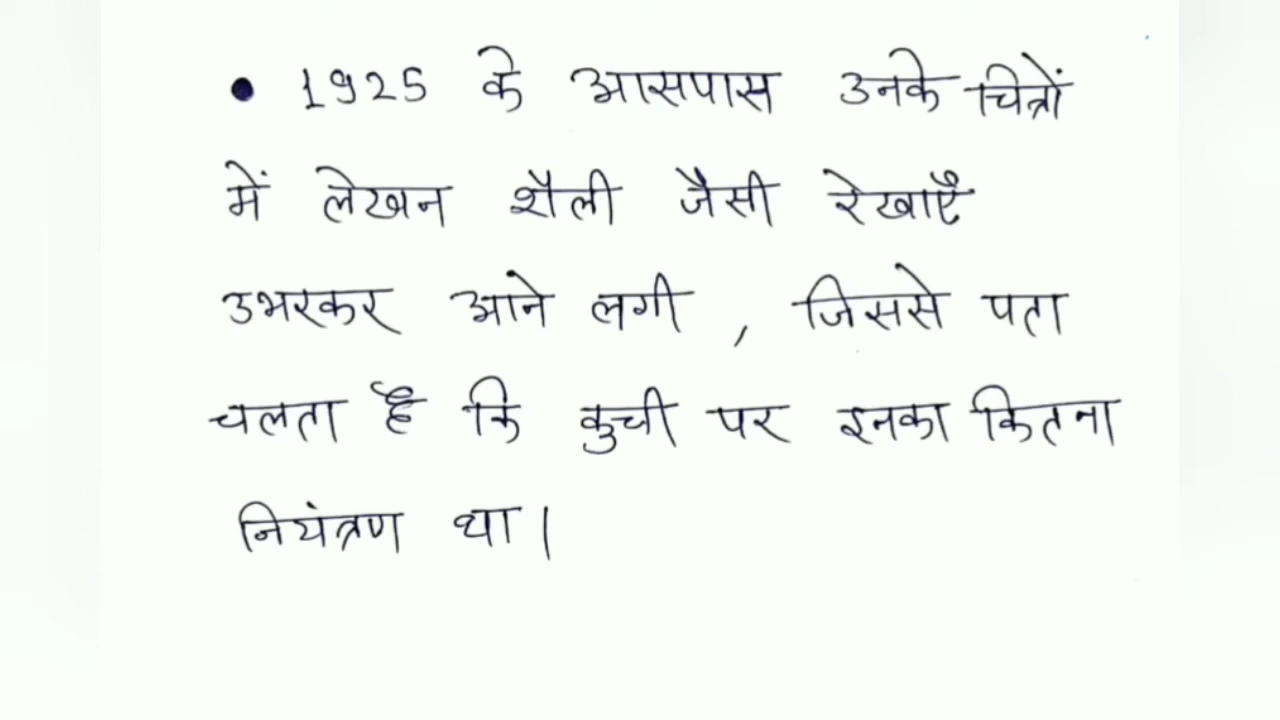 • 1925 के आसपास उनके चित्रों
में लेखन शैली जैसी रेखाएँ
उभरकर आने लगी , जिससे पता
चलता है कि कुची पर इनका कितना
नियंत्रण था।